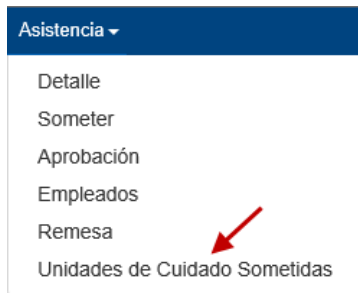 Asistencia
Detalle
Someter
Aprobación
Empleados
Remesa
Unidades de Cuidado Sometidas